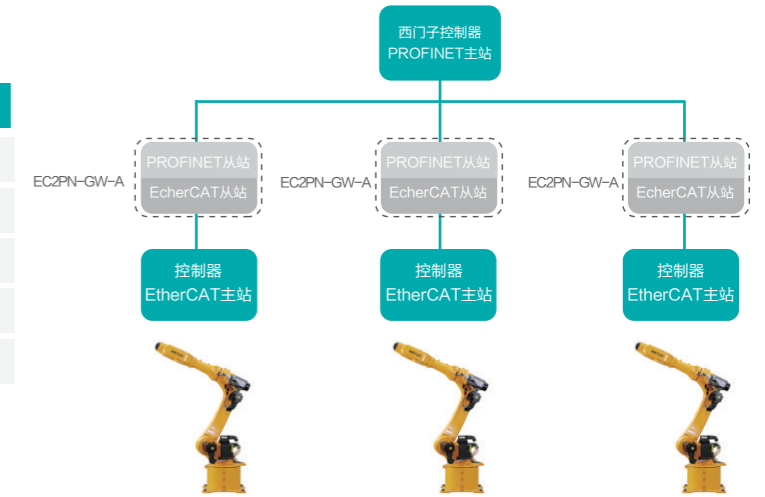 西门子控制器
PROFINET主站
EC2PN-GW-A
PROFINET从站
EcherCAT从站
EC2PN-GW-A
PROFINET从站
EcherCAT从站
EC2PN-GW-A
PROFINET从站
EcherCAT从站
控制器
EtherCAT主站
控制器
EtherCAT主站
控制器
EtherCAT主站